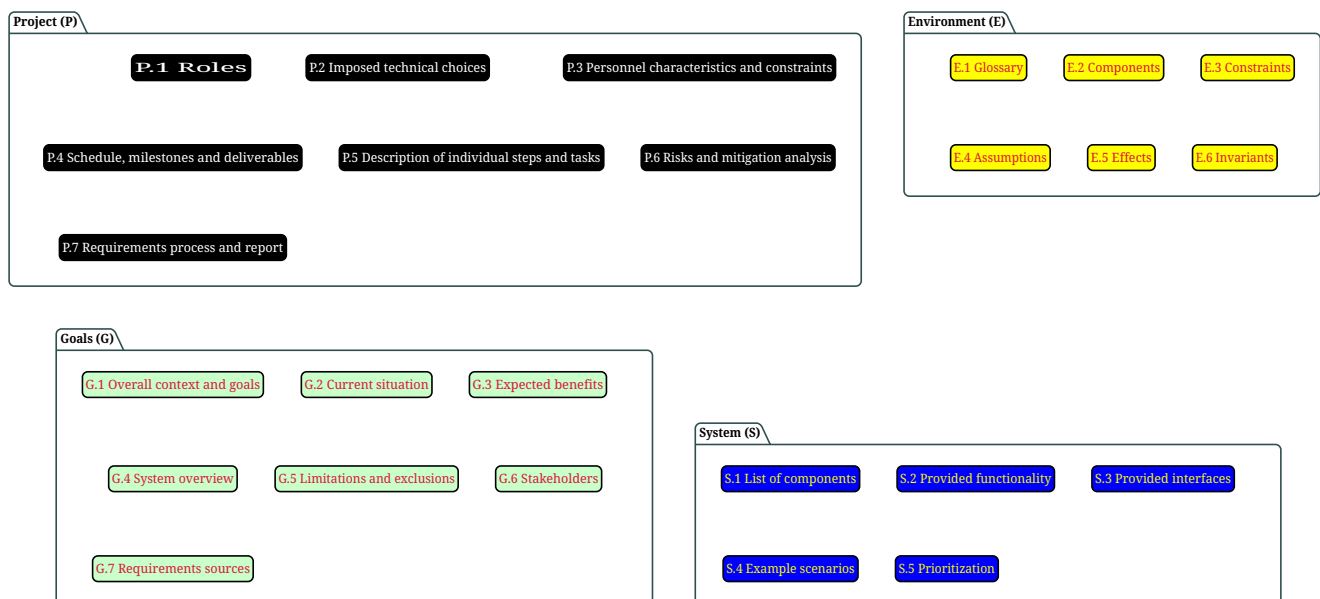 Project (P)
P.1 Roles
P.2 Imposed technical choices
P.3 Personnel characteristics and constraints
P.4 Schedule, milestones and deliverables
P.5 Description of individual steps and tasks
P.6 Risks and mitigation analysis
P.7 Requirements process and report
Environment (E)
E.1 Glossary
E.2 Components
E.3 Constraints
E.4 Assumptions
E.5 Effects
E.6 Invariants
Goals (G)
G.1 Overall context and goals
G.2 Current situation
G.3 Expected benefits
G.4 System overview
G.5 Limitations and exclusions
G.6 Stakeholders
G.7 Requirements sources
System (S)
S.1 List of components
S.2 Provided functionality
S.3 Provided interfaces
S.4 Example scenarios
S.5 Prioritization